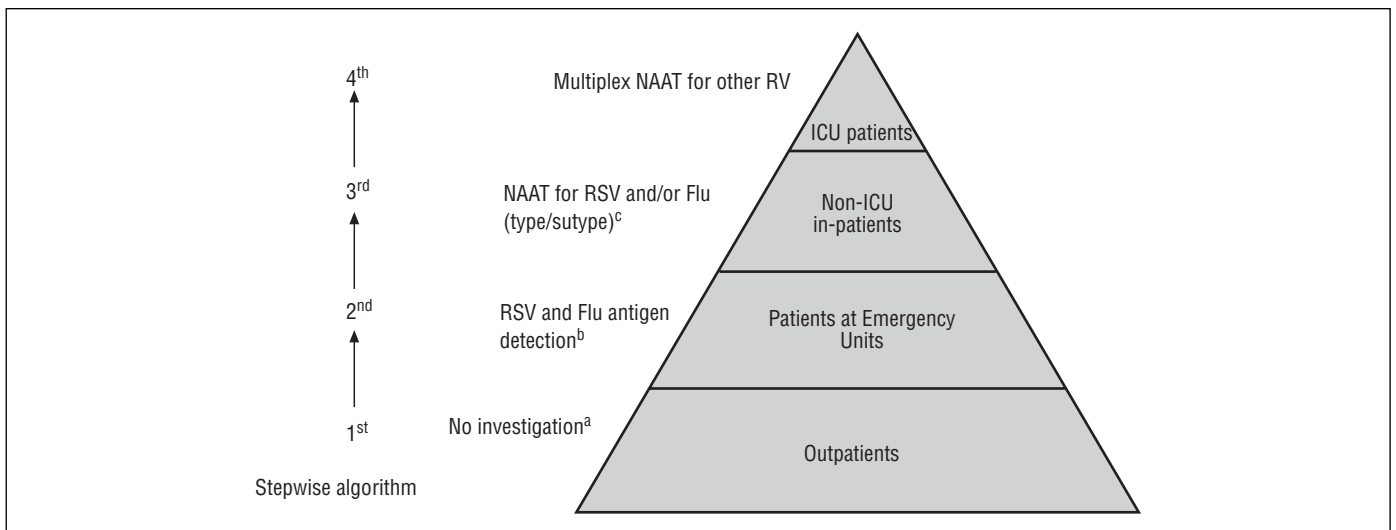 4th
Multiplex NAAT for other RV
ICU patients
3rd
NAAT for RSV and/or Flu
(type/sutype)c
Non-ICU
in-patients
2nd
RSV and Flu antigen
detectionb
Patients at Emergency
Units
1st
No investigationa
Outpatients
Stepwise algorithm